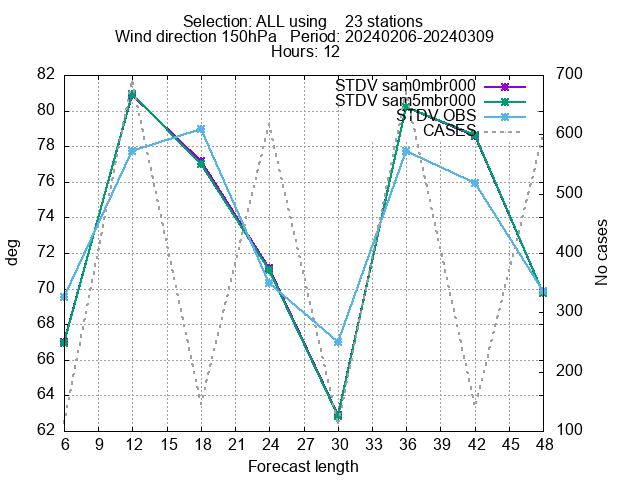 Selection: ALL using    23 stations
Wind direction 150hPa   Period: 20240206-20240309
Hours: 12
STDV sam0mbr000
STDV sam5mbr000
STDV OBS
CASES
82
80
78
76
74
72
70
68
66
64
62
deg
700
600
500
400
300
200
100
No cases
6 9 12 15 18 21 24 27 30 33 36 39 42 45 48
Forecast length